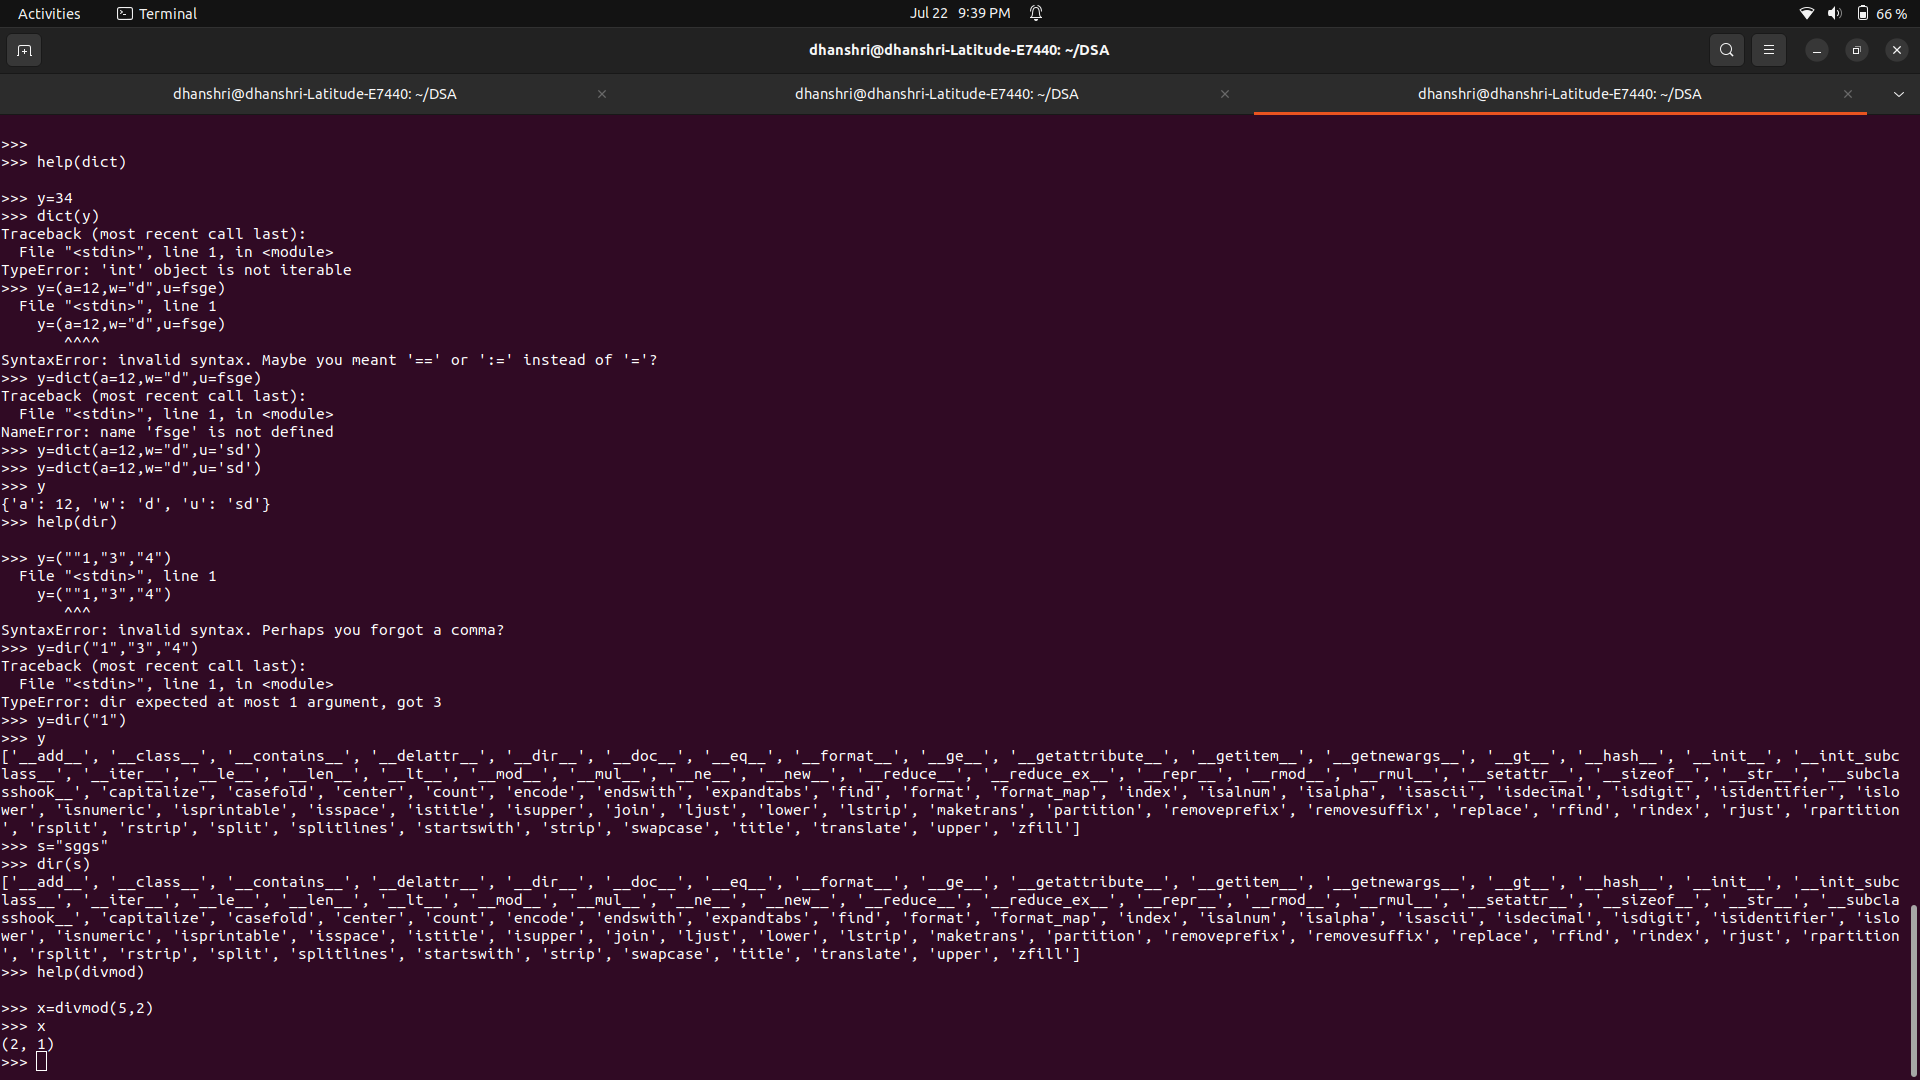 Activities Terminal Jul 22 9:39 PM 66 %
dhanshri@dhanshri-Latitude-E7440: ~/DSA
dhanshri@dhanshri-Latitude-E7440: ~/DSA dhanshri@dhanshri-Latitude-E7440: ~/DSA dhanshri@dhanshri-Latitude-E7440: ~/DSA
>>>
>>> help(dict)
>>> y=34
>>> dict(y)
Traceback (most recent call last):
  File "<stdin>", line 1, in <module>
TypeError: 'int' object is not iterable
>>> y=(a=12,w="d",u=fsge)
  File "<stdin>", line 1
    y=(a=12,w="d",u=fsge)
       ^^^^
SyntaxError: invalid syntax. Maybe you meant '==' or ':=' instead of '='?
>>> y=dict(a=12,w="d",u=fsge)
Traceback (most recent call last):
  File "<stdin>", line 1, in <module>
NameError: name 'fsge' is not defined
>>> y=dict(a=12,w="d",u='sd')
>>> y=dict(a=12,w="d",u='sd')
>>> y
{'a': 12, 'w': 'd', 'u': 'sd'}
>>> help(dir)
>>> y=(""1,"3","4")
  File "<stdin>", line 1
    y=(""1,"3","4")
       ^^^
SyntaxError: invalid syntax. Perhaps you forgot a comma?
>>> y=dir("1","3","4")
Traceback (most recent call last):
  File "<stdin>", line 1, in <module>
TypeError: dir expected at most 1 argument, got 3
>>> y=dir("1")
>>> y
['__add__', '__class__', '__contains__', '__delattr__', '__dir__', '__doc__', '__eq__', '__format__', '__ge__', '__getattribute__', '__getitem__', '__getnewargs__', '__gt__', '__hash__', '__init__', '__init_subc
lass__', '__iter__', '__le__', '__len__', '__lt__', '__mod__', '__mul__', '__ne__', '__new__', '__reduce__', '__reduce_ex__', '__repr__', '__rmod__', '__rmul__', '__setattr__', '__sizeof__', '__str__', '__subcla
sshook__', 'capitalize', 'casefold', 'center', 'count', 'encode', 'endswith', 'expandtabs', 'find', 'format', 'format_map', 'index', 'isalnum', 'isalpha', 'isascii', 'isdecimal', 'isdigit', 'isidentifier', 'islo
wer', 'isnumeric', 'isprintable', 'isspace', 'istitle', 'isupper', 'join', 'ljust', 'lower', 'lstrip', 'maketrans', 'partition', 'removeprefix', 'removesuffix', 'replace', 'rfind', 'rindex', 'rjust', 'rpartition
', 'rsplit', 'rstrip', 'split', 'splitlines', 'startswith', 'strip', 'swapcase', 'title', 'translate', 'upper', 'zfill']
>>> s="sggs"
>>> dir(s)
['__add__', '__class__', '__contains__', '__delattr__', '__dir__', '__doc__', '__eq__', '__format__', '__ge__', '__getattribute__', '__getitem__', '__getnewargs__', '__gt__', '__hash__', '__init__', '__init_subc
lass__', '__iter__', '__le__', '__len__', '__lt__', '__mod__', '__mul__', '__ne__', '__new__', '__reduce__', '__reduce_ex__', '__repr__', '__rmod__', '__rmul__', '__setattr__', '__sizeof__', '__str__', '__subcla
sshook__', 'capitalize', 'casefold', 'center', 'count', 'encode', 'endswith', 'expandtabs', 'find', 'format', 'format_map', 'index', 'isalnum', 'isalpha', 'isascii', 'isdecimal', 'isdigit', 'isidentifier', 'islo
wer', 'isnumeric', 'isprintable', 'isspace', 'istitle', 'isupper', 'join', 'ljust', 'lower', 'lstrip', 'maketrans', 'partition', 'removeprefix', 'removesuffix', 'replace', 'rfind', 'rindex', 'rjust', 'rpartition
', 'rsplit', 'rstrip', 'split', 'splitlines', 'startswith', 'strip', 'swapcase', 'title', 'translate', 'upper', 'zfill']
>>> help(divmod)
>>> x=divmod(5,2)
>>> x
(2, 1)
>>>